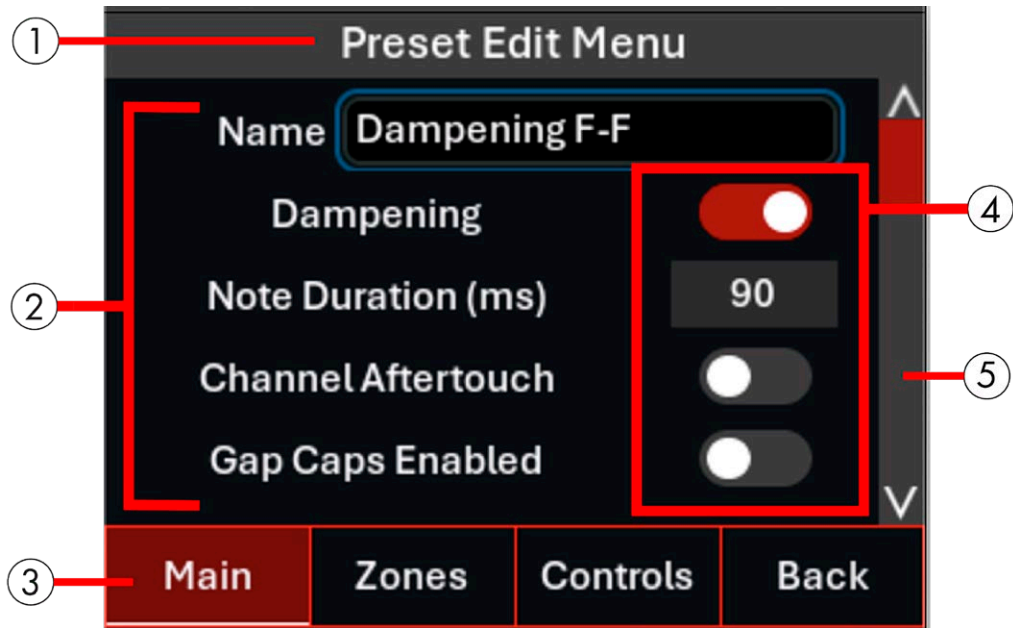 1 Preset Edit Menu
Name Dampening F-F
Dampening
4
Note Duration (ms) 90
2
Channel Aftertouch
5
Gap Caps Enabled
3 Main Zones Controls Back